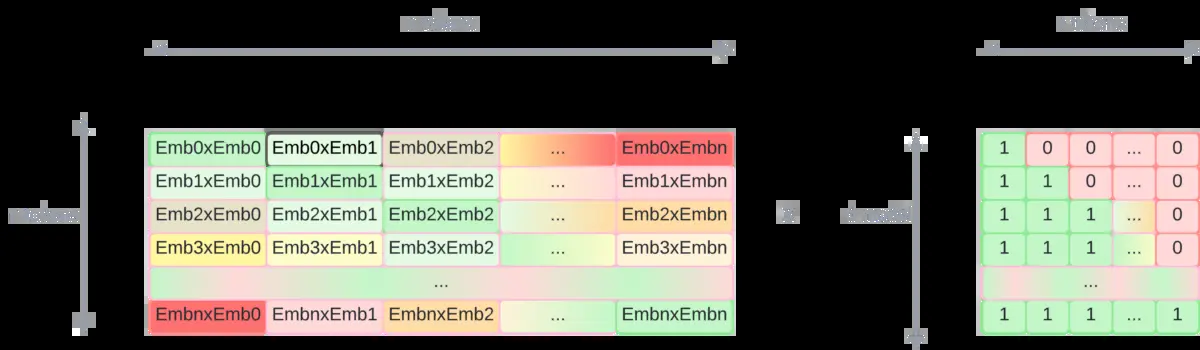 Emb0xEmb0 Emb0xEmb1 Emb0xEmb2 ... Emb0xEmbn 1 0 0 ... 0
Emb1xEmb0 Emb1xEmb1 Emb1xEmb2 ... Emb1xEmbn 1 1 0 ... 0
Emb2xEmb0 Emb2xEmb1 Emb2xEmb2 ... Emb2xEmbn 1 1 1 ... 0
Emb3xEmb0 Emb3xEmb1 Emb3xEmb2 ... Emb3xEmbn 1 1 1 ... 0
... ...
EmbnxEmb0 EmbnxEmb1 EmbnxEmb2 ... EmbnxEmbn 1 1 1 ... 1